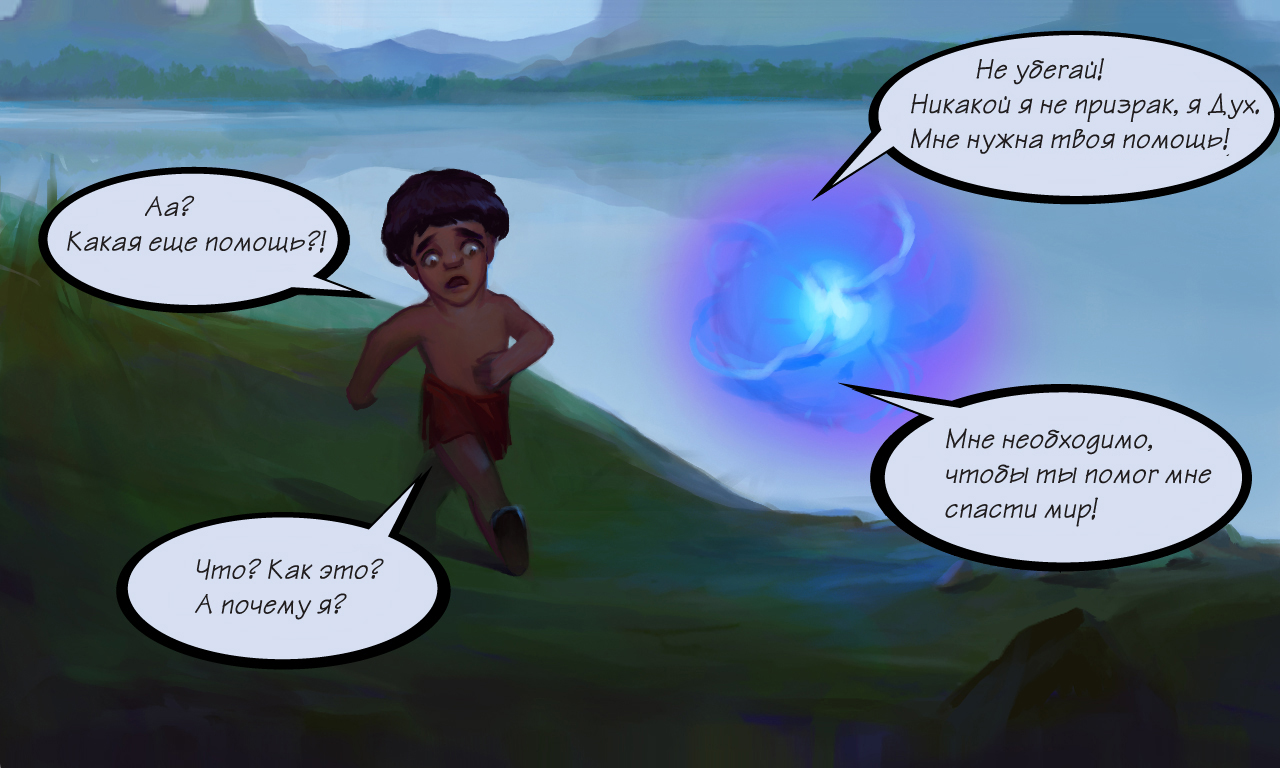 Не убегай!
Никакой я не призрак, я Дух.
Мне нужна твоя помощь!
Аа?
Какая еще помощь?!
Мне необходимо,
чтобы ты помог мне
спасти мир!
Что? Как это?
А почему я?